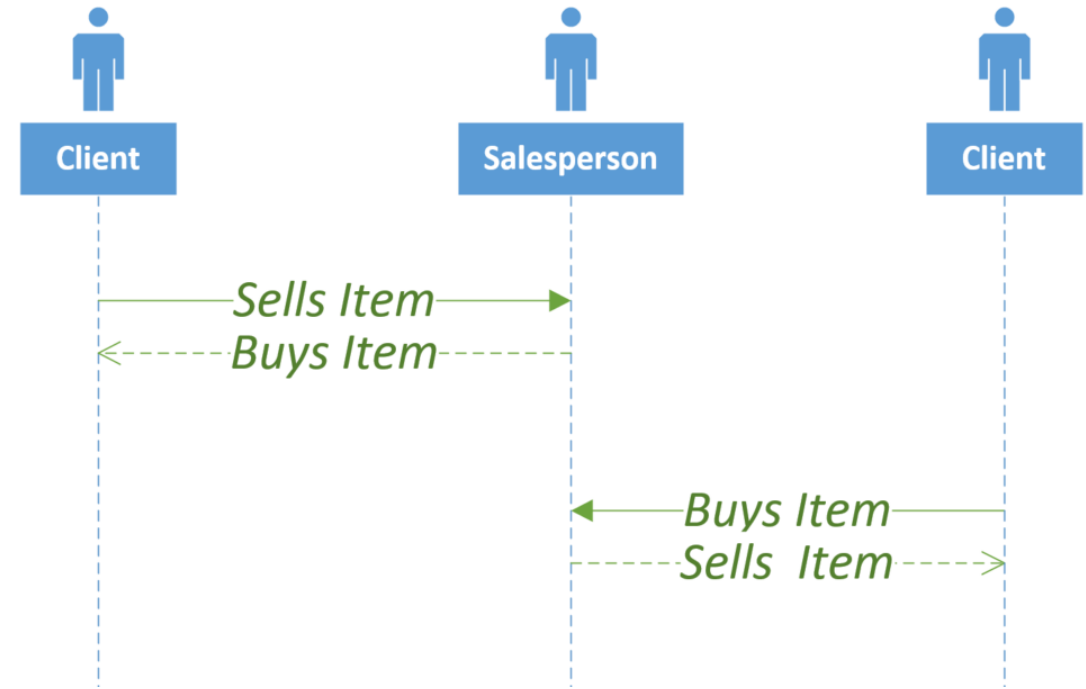 Client
Salesperson
Client
Sells Item
Buys Item
Buys Item
Sells  Item